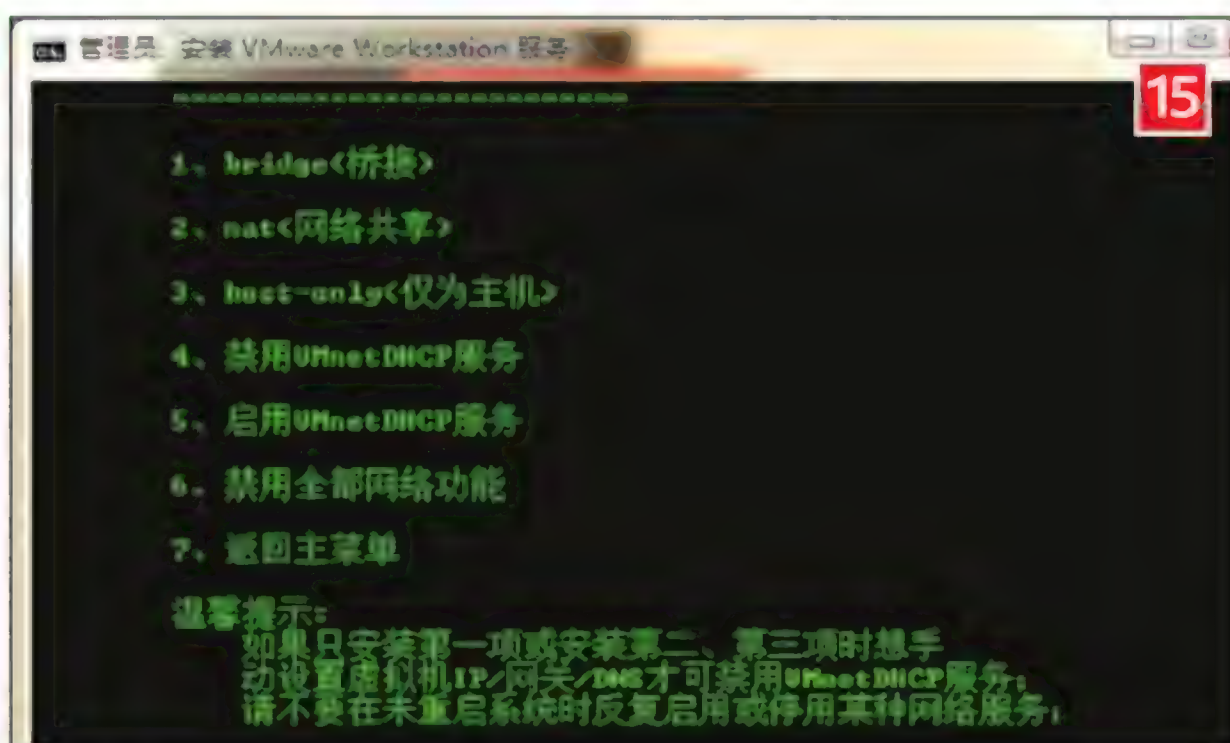 管理员: 安装 VMware Workstation 服务
15
==========================
1、bridge<桥接>
2、nat<网络共享>
3、host-only<仅为主机>
4、禁用VMnetDHCP服务
5、启用VMnetDHCP服务
6、禁用全部网络功能
7、返回主菜单
温馨提示:
如果只安装第一项或安装第二、第三项时想手
动设置虚拟机IP/网关/DNS才可禁用VMnetDHCP服务;
请不要在未重启系统时反复启用或停用某种网络服务;